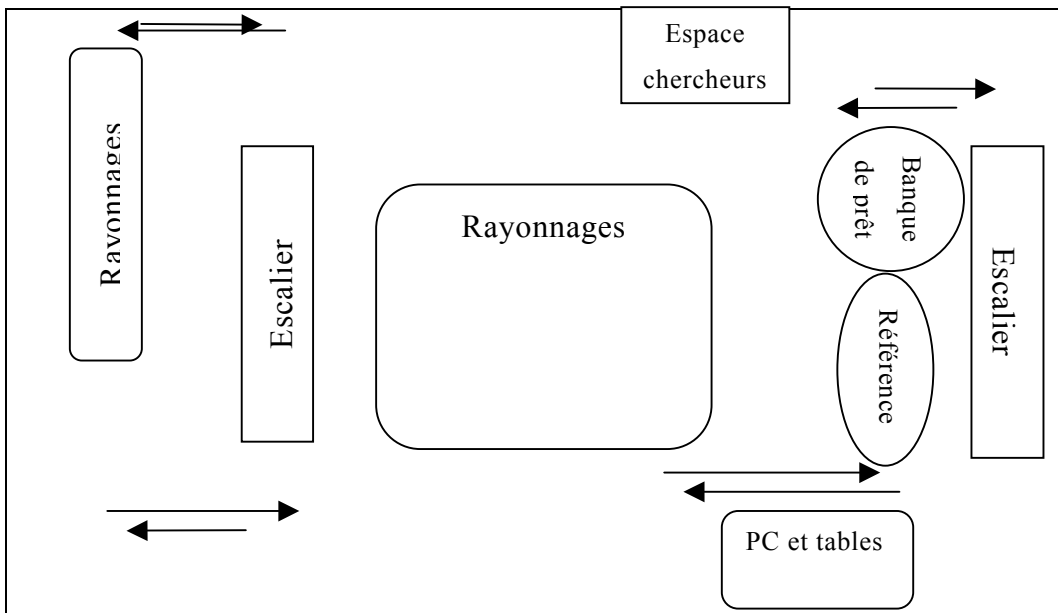 Espace
chercheurs
Rayonnages
Escalier
Rayonnages
Banque
de prêt
Référence
Escalier
PC et tables